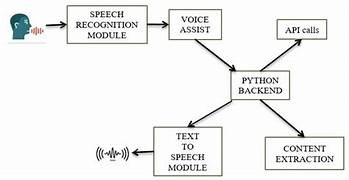 SPEECH
RECOGNITION
MODULE
VOICE
ASSIST
API calls
PYTHON
BACKEND
TEXT
TO
SPEECH
MODULE
CONTENT
EXTRACTION